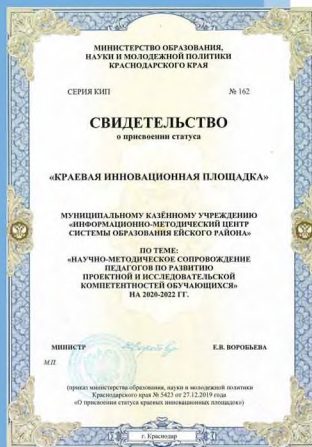 МИНИСТЕРСТВО ОБРАЗОВАНИЯ,
НАУКИ И МОЛОДЕЖНОЙ ПОЛИТИКИ
КРАСНОДАРСКОГО КРАЯ
СЕРИЯ КИП № 162
СВИДЕТЕЛЬСТВО
о присвоении статуса
«КРАЕВАЯ ИННОВАЦИОННАЯ ПЛОЩАДКА»
МУНИЦИПАЛЬНОМУ КАЗЁННОМУ УЧРЕЖДЕНИЮ
«ИНФОРМАЦИОННО-МЕТОДИЧЕСКИЙ ЦЕНТР
СИСТЕМЫ ОБРАЗОВАНИЯ ЕЙСКОГО РАЙОНА»
ПО ТЕМЕ:
«НАУЧНО-МЕТОДИЧЕСКОЕ СОПРОВОЖДЕНИЕ
ПЕДАГОГОВ ПО РАЗВИТИЮ
ПРОЕКТНОЙ И ИССЛЕДОВАТЕЛЬСКОЙ
КОМПЕТЕНТНОСТЕЙ ОБУЧАЮЩИХСЯ»
НА 2020-2022 ГГ.
МИНИСТР Е.В. ВОРОБЬЕВА
М.П.
(приказ министерства образования, науки и молодежной политики
Краснодарского края № 5423 от 27.12.2019 года
«О присвоении статуса краевых инновационных площадок»)
г. Краснодар